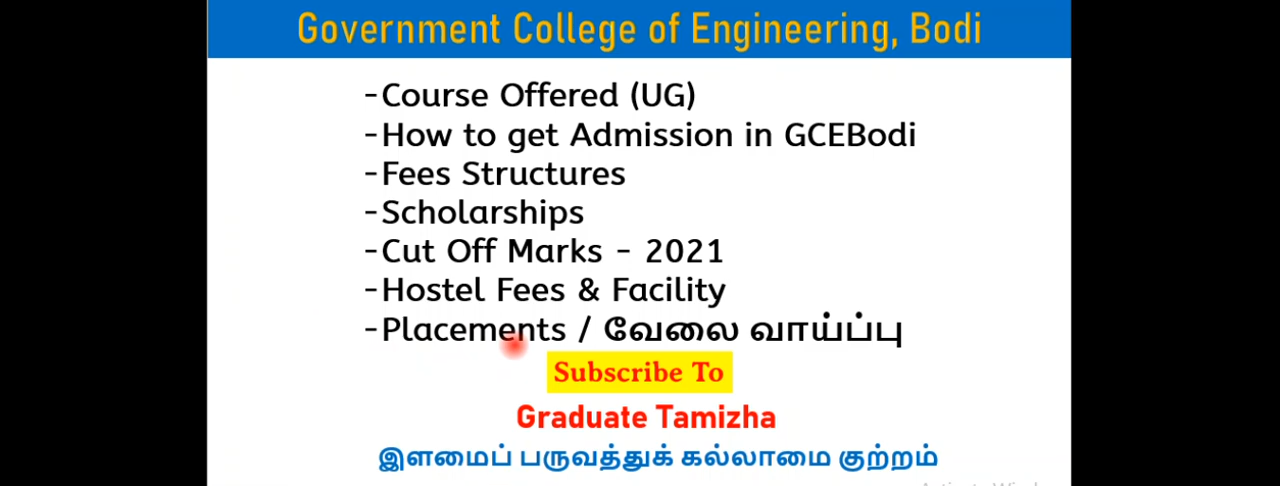 Government College of Engineering, Bodi
-Course Offered (UG)
-How to get Admission in GCEBodi
-Fees Structures
-Scholarships
-Cut Off Marks - 2021
-Hostel Fees & Facility
-Placements / வேலை வாய்ப்பு
Subscribe To
Graduate Tamizha
இளமைப் பருவத்துக் கல்லாமை குற்றம்